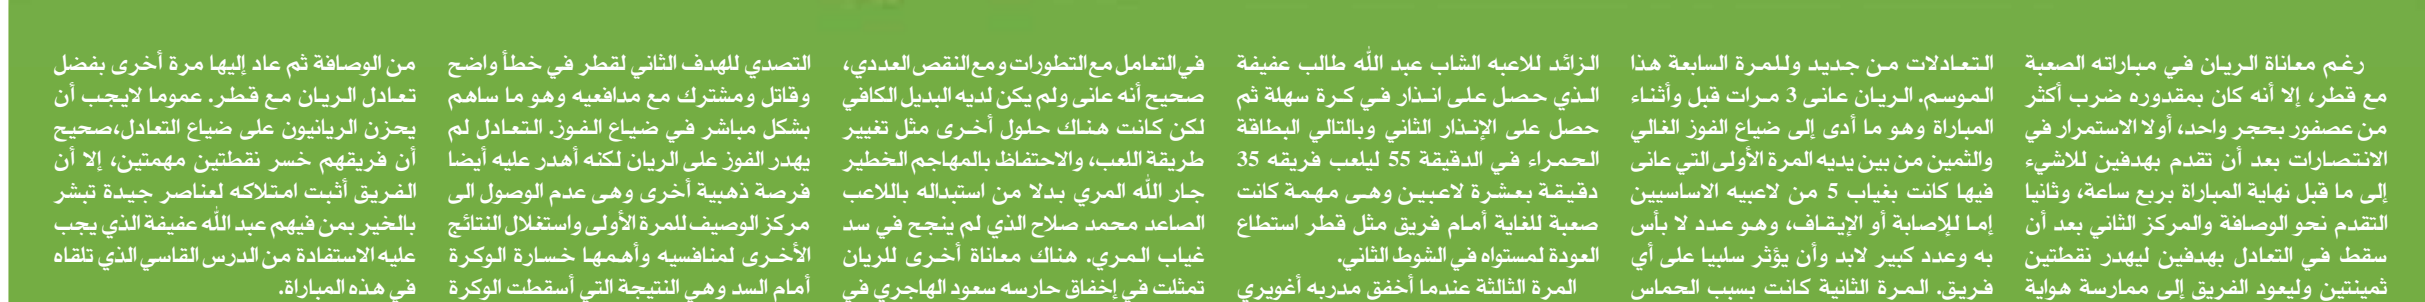 رغم معاناة الريان في مباراته الصعبة
مع قطر، إلا أنه كان بمقدوره ضرب أكثر
من عصفور بحجر واحد، أولا الاستمرار في
الانتصارات بعد أن تقدم بهدفين للاشيء
إلى ما قبل نهاية المباراة بربع ساعة، وثانيا
التقدم نحو الوصافة والمركز الثاني بعد أن
سقط في التعادل بهدفين ليهدر نقطتين
ثمينتين وليعود الفريق إلى ممارسة هواية
التعادلات من جديد وللمرة السابعة هذا
الموسم. الريان عانى 3 مرات قبل وأثناء
المباراة وهو ما أدى إلى ضياع الفوز الغالي
والثمين من بين يديه المرة الأولى التي عانى
فيها كانت بغياب 5 من لاعبيه الاساسيين
إما للإصابة أو الإيقاف، وهو عدد لا بأس
به وعدد كبير لابد وأن يؤثر سلبيا على أي
فريق. المرة الثانية كانت بسبب الحماس
الزائد للاعبه الشاب عبد الله طالب عفيفة
الذي حصل على انذار في كرة سهلة ثم
حصل على الإنذار الثاني وبالتالي البطاقة
الحمراء في الدقيقة 55 ليلعب فريقه 35
دقيقة بعشرة لاعبين وهى مهمة كانت
صعبة للغاية أمام فريق مثل قطر استطاع
العودة لمستواه في الشوط الثاني.
المرة الثالثة عندما أخفق مدربه أغويري
في التعامل مع التطورات ومع النقص العددي،
صحيح أنه عانى ولم يكن لديه البديل الكافي
لكن كانت هناك حلول أخرى مثل تغيير
طريقة اللعب، والاحتفاظ بالمهاجم الخطير
جار الله المري بدلا من استبداله باللاعب
الصاعد محمد صلاح الذي لم ينجح في سد
غياب المري. هناك معاناة أخرى للريان
تمثلت في إخفاق حارسه سعود الهاجري في
التصدي للهدف الثاني لقطر في خطأ واضح
وقاتل ومشترك مع مدافعيه وهو ما ساهم
بشكل مباشر في ضياع الفوز. التعادل لم
يهدر الفوز على الريان لكنه أهدر عليه أيضا
فرصة ذهبية أخرى وهى عدم الوصول الى
مركز الوصيف للمرة الأولى واستغلال النتائج
الأخرى لمنافسيه وأهمها خسارة الوكرة
أمام السد وهي النتيجة التي أسقطت الوكرة
من الوصافة ثم عاد إليها مرة أخرى بفضل
تعادل الريان مع قطر. عموما لايجب أن
يحزن الريانيون على ضياع التعادل،صحيح
أن فريقهم خسر نقطتين مهمتين، إلا أن
الفريق أثبت امتلاكه لعناصر جيدة تبشر
بالخير بمن فيهم عبد الله عفيفة الذي يجب
عليه الاستفادة من الدرس القاسي الذي تلقاه
في هذه المباراة.